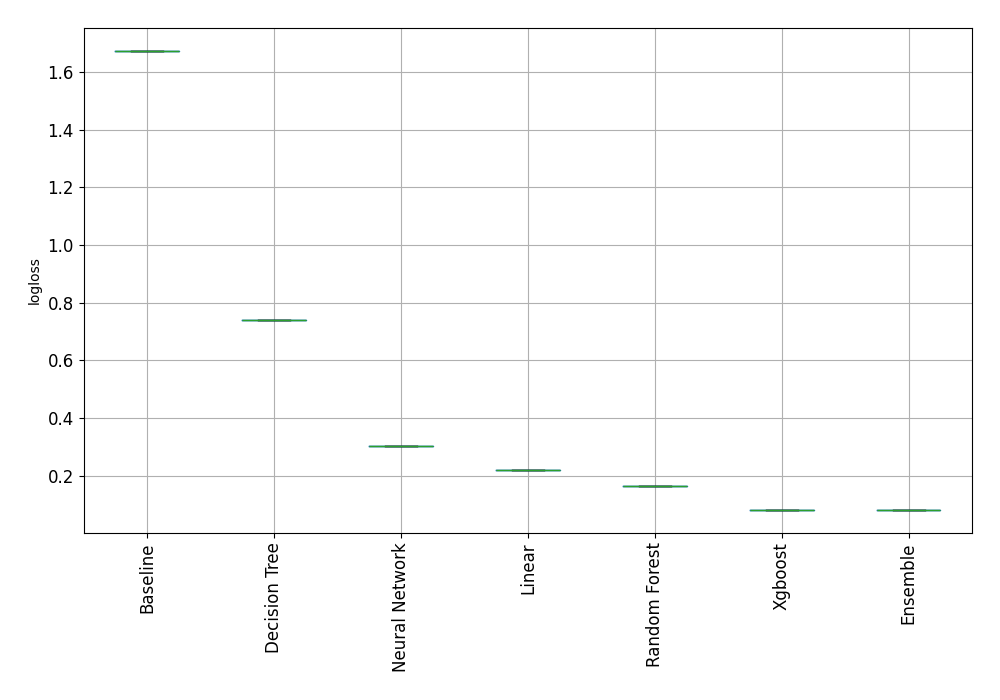 logloss
1.6
1.4
1.2
1.0
0.8
0.6
0.4
0.2
Baseline
Decision Tree
Neural Network
Linear
Random Forest
Xgboost
Ensemble